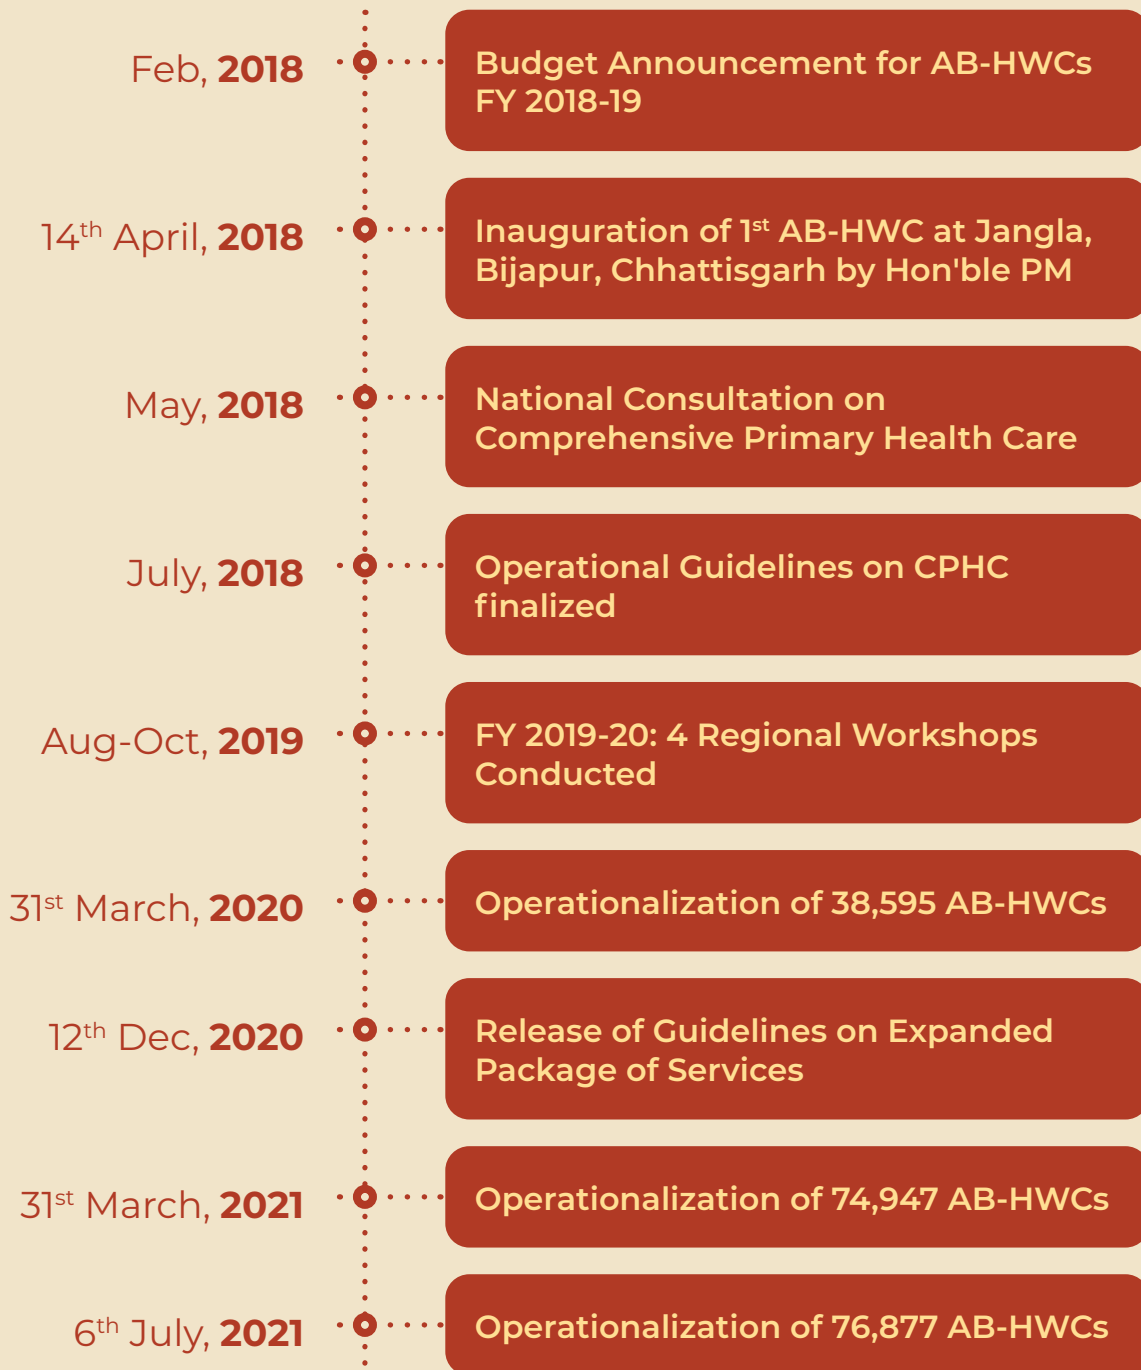 Feb, 2018
Budget Announcement for AB-HWCs
FY 2018-19
14th April, 2018
Inauguration of 1st AB-HWC at Jangla,
Bijapur, Chhattisgarh by Hon'ble PM
May, 2018
National Consultation on
Comprehensive Primary Health Care
July, 2018
Operational Guidelines on CPHC
finalized
Aug-Oct, 2019
FY 2019-20: 4 Regional Workshops
Conducted
31st March, 2020
Operationalization of 38,595 AB-HWCs
12th Dec, 2020
Release of Guidelines on Expanded
Package of Services
31st March, 2021
Operationalization of 74,947 AB-HWCs
6th July, 2021
Operationalization of 76,877 AB-HWCs